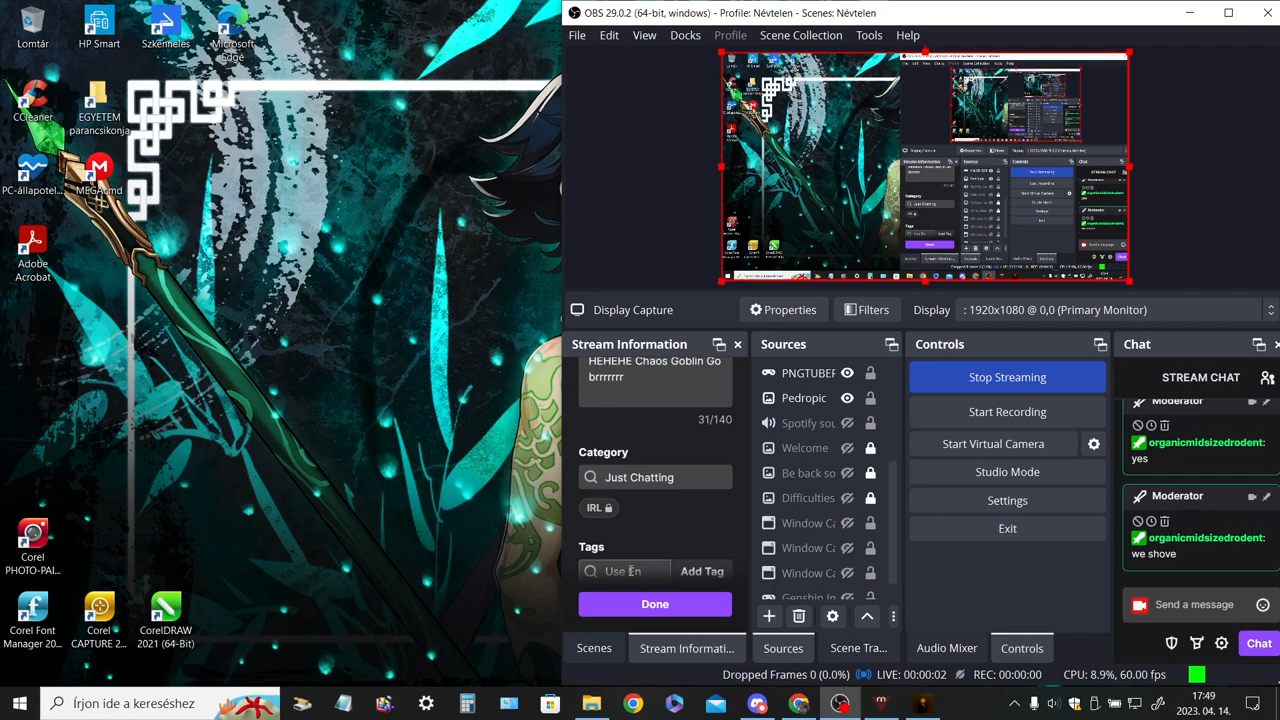 Lomtár
HP Smart
Szkennelés
Microsoft Edge
CCleaner
EGYETEM parancsikonja
PC-állapotel...
MEGAcmd
Adobe Acrobat
Corel PHOTO-PAI...
Corel Font Manager 20...
Corel CAPTURE 2...
CorelDRAW 2021 (64-Bit)
OBS 29.0.2 (64-bit, windows) - Profile: Névtelen - Scenes: Névtelen
File Edit View Docks Profile Scene Collection Tools Help
Display Capture
Properties
Filters
Display : 1920x1080 @ 0,0 (Primary Monitor)
Stream Information
HEHEHE Chaos Goblin Go
brrrrrr
31/140
Category
Just Chatting
IRL
Tags
Use En
Add Tag
Done
Sources
PNGTUBER
Pedropic
Spotify sou
Welcome
Be back so
Difficulties
Window Ca
Window Ca
Window Ca
Genshin In
Controls
Stop Streaming
Start Recording
Start Virtual Camera
Studio Mode
Settings
Exit
Chat
STREAM CHAT
Moderator
organicmidsizedrodent:
yes
Moderator
organicmidsizedrodent:
we shove
Send a message
Chat
Scenes Stream Informati... Sources Scene Tra... Audio Mixer Controls
Dropped Frames 0 (0.0%) LIVE: 00:00:02 REC: 00:00:00 CPU: 8.9%, 60.00 fps
Írjon ide a kereséshez
17:49
2023. 04. 14.